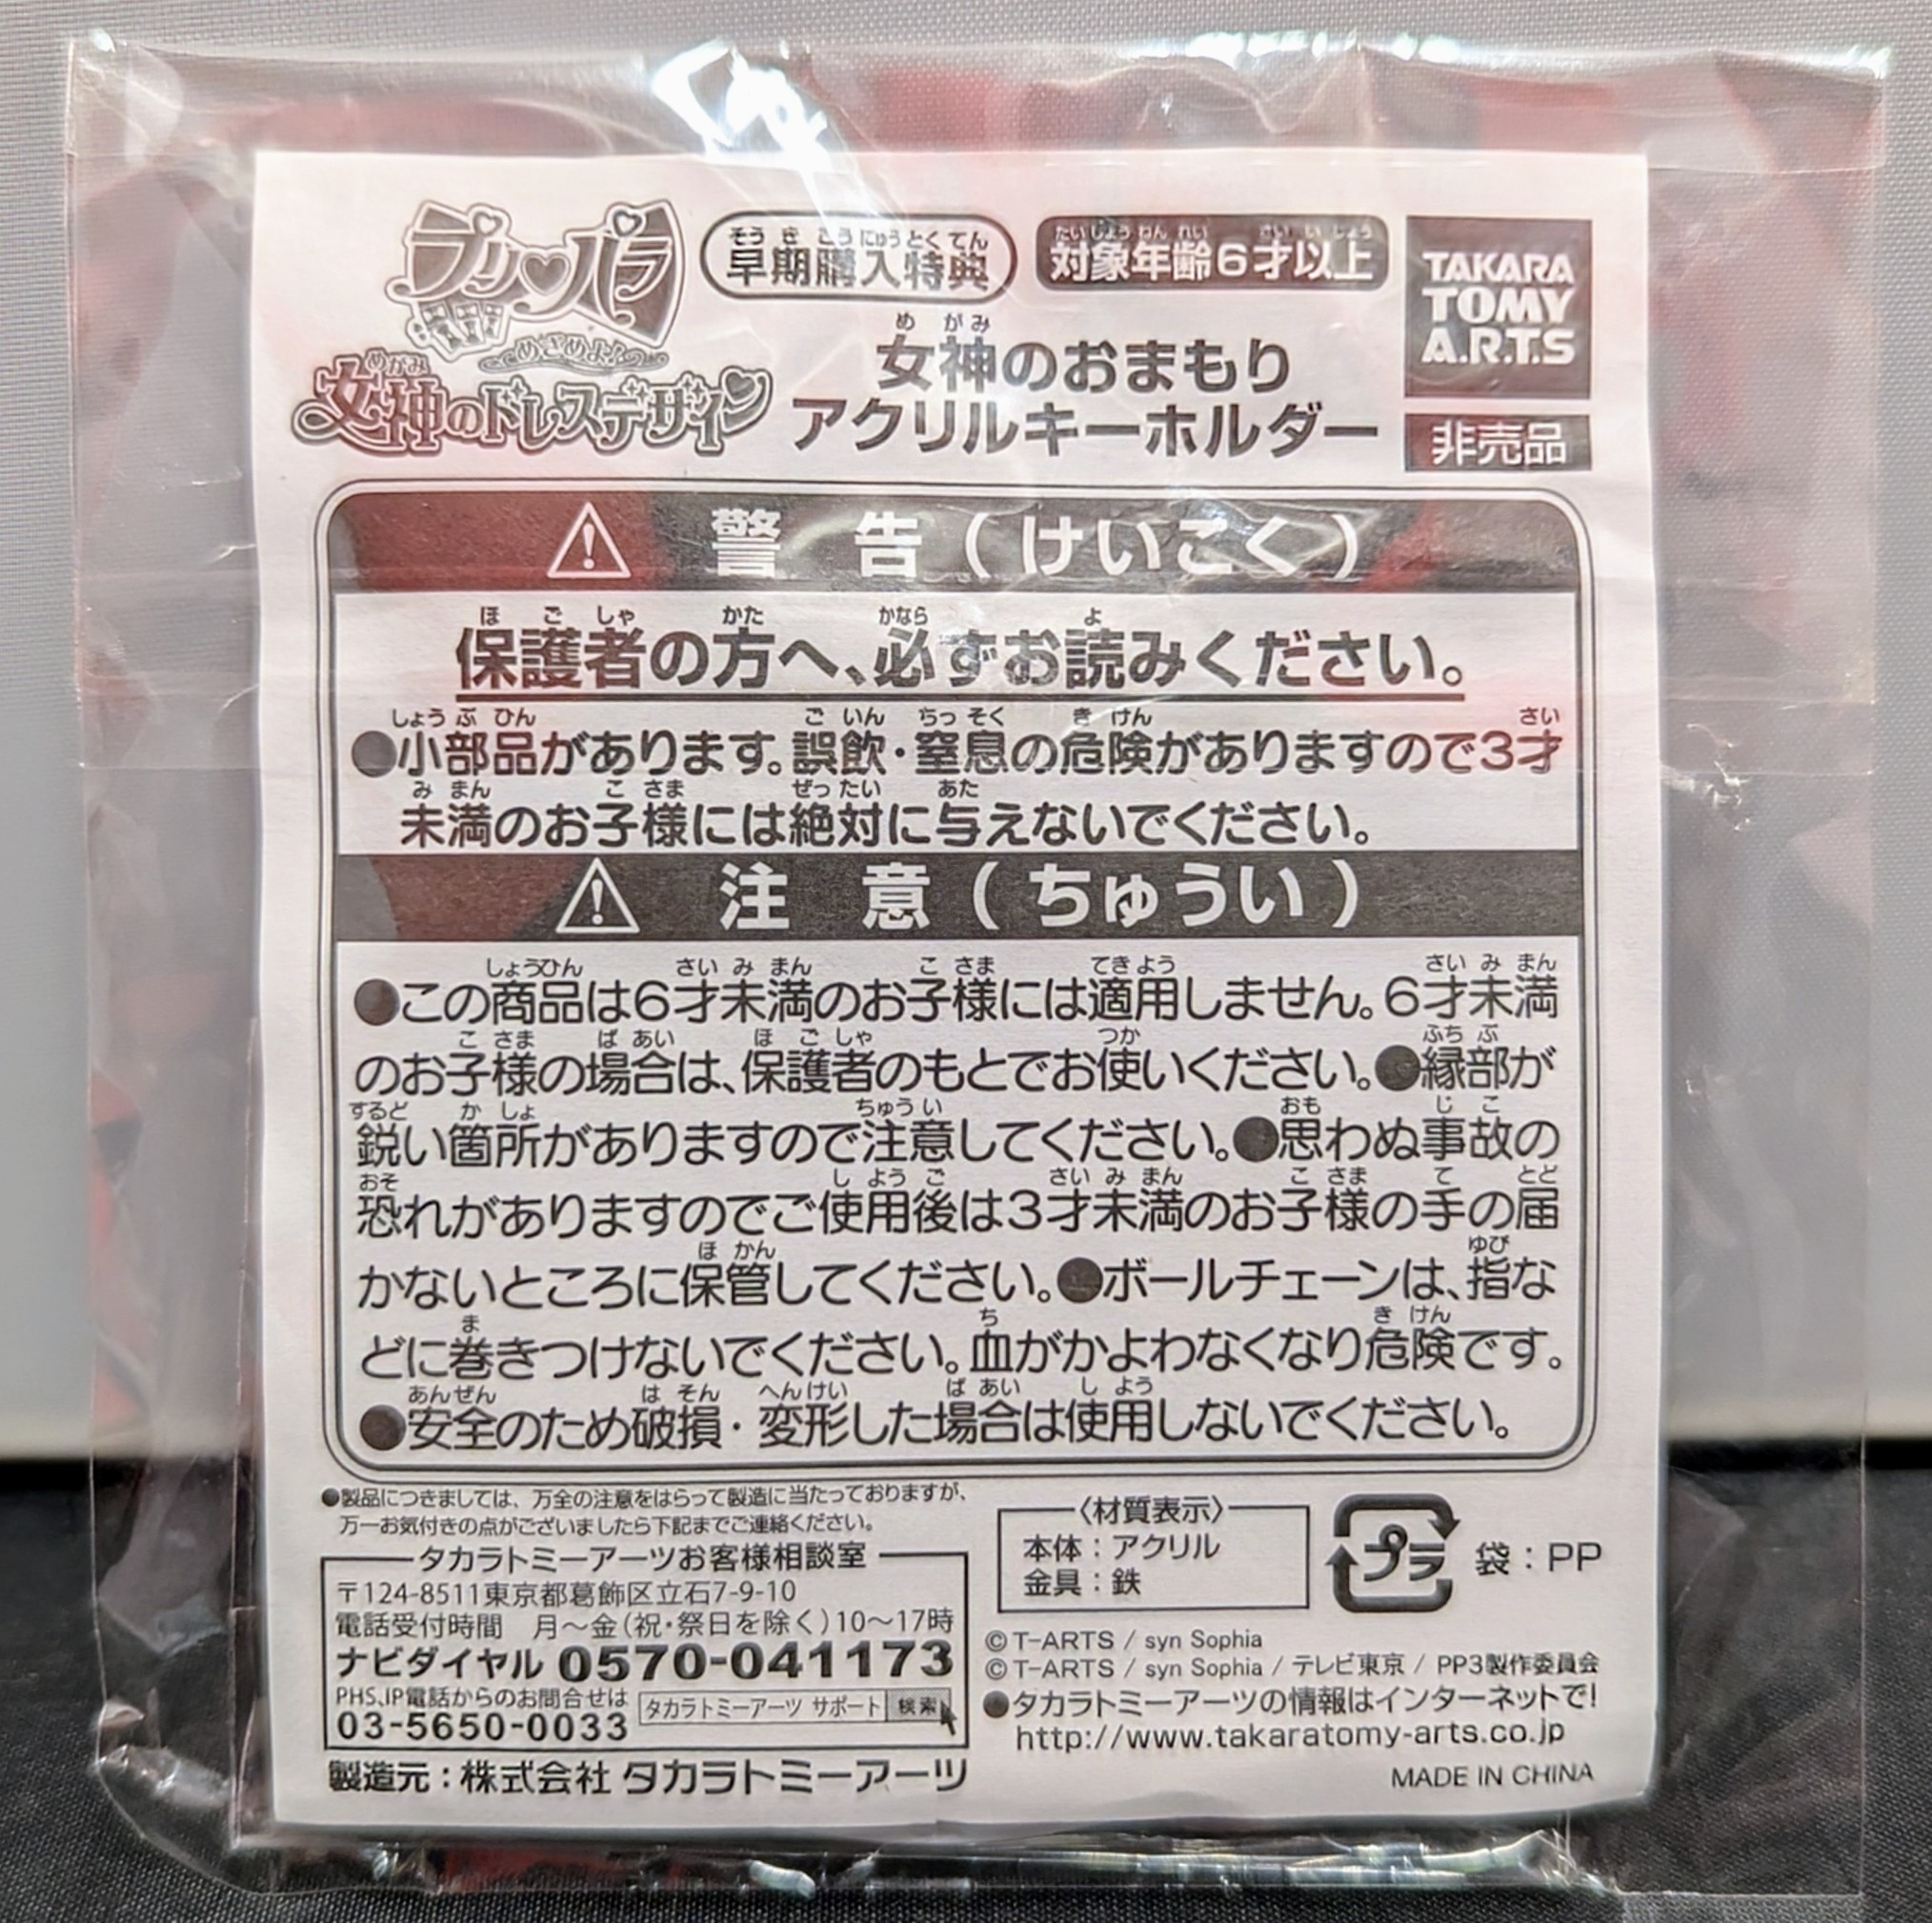 プリパラ
めざめよ!
女神のドレスデザイン
早期購入特典
対象年齢6才以上
女神のおまもり
アクリルキーホルダー
TAKARA
TOMY
A.R.T.S
非売品
警告(けいこく)
保護者の方へ、必ずお読みください。
●小部品があります。誤飲・窒息の危険がありますので3才
未満のお子様には絶対に与えないでください。
注意(ちゅうい)
●この商品は6才未満のお子様には適用しません。6才未満
のお子様の場合は、保護者のもとでお使いください。●縁部が
鋭い箇所がありますので注意してください。●思わぬ事故の
恐れがありますのでご使用後は3才未満のお子様の手の届
かないところに保管してください。●ボールチェーンは、指な
どに巻きつけないでください。血がかよわなくなり危険です。
●安全のため破損・変形した場合は使用しないでください。
●製品につきましては、万全の注意をはらって製造に当たっておりますが、
万一お気付きの点がございましたら下記までご連絡ください。
タカラトミーアーツお客様相談室
〒124-8511東京都葛飾区立石7-9-10
電話受付時間 月〜金(祝・祭日を除く)10〜17時
ナビダイヤル 0570-041173
PHS、IP電話からのお問合せは
03-5650-0033
タカラトミーアーツ サポート 検索
製造元:株式会社 タカラトミーアーツ
〈材質表示〉
本体:アクリル
金具:鉄
プラ
袋:PP
©T-ARTS / syn Sophia
©T-ARTS / syn Sophia / テレビ東京 / PP3製作委員会
●タカラトミーアーツの情報はインターネットで!
http://www.takaratomy-arts.co.jp
MADE IN CHINA